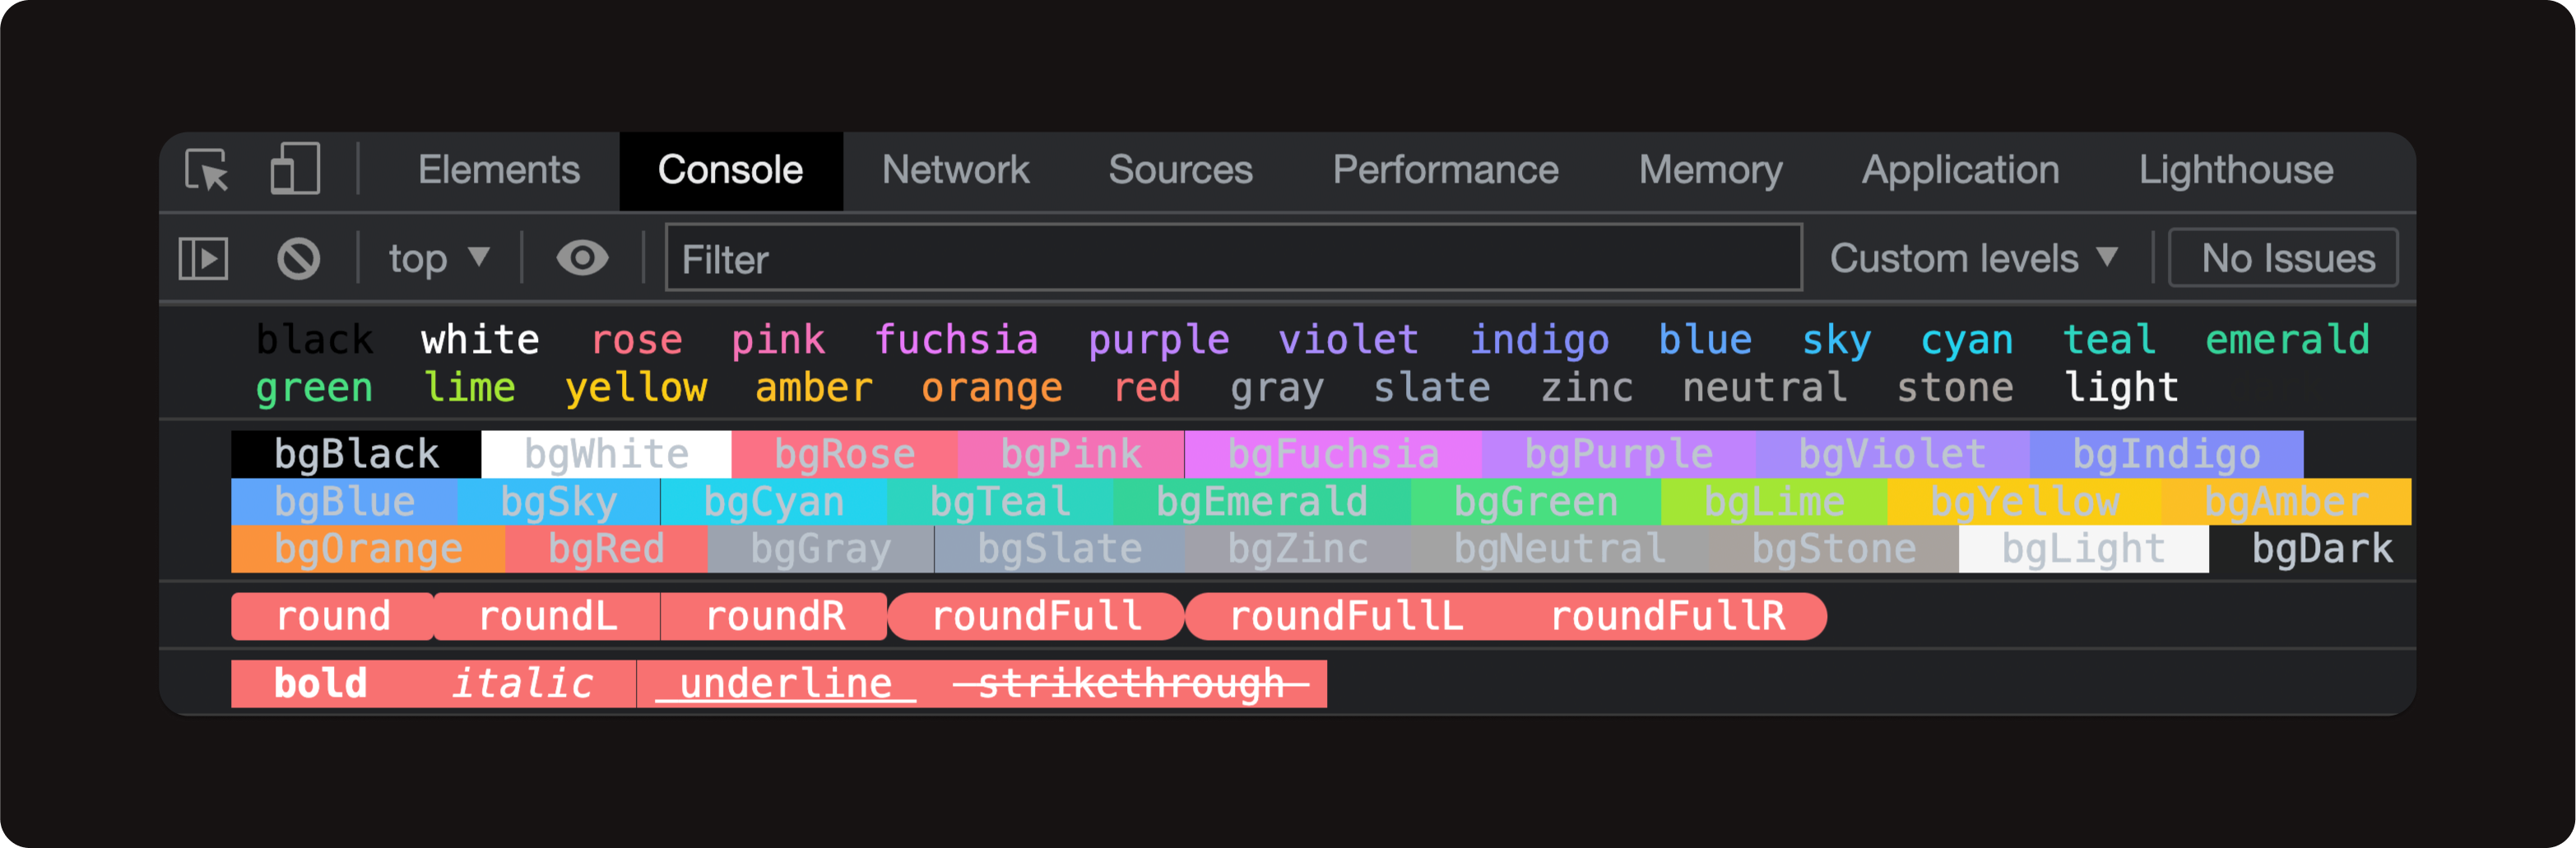 Elements Console Network Sources Performance Memory Application Lighthouse
top Filter Custom levels No Issues
black white rose pink fuchsia purple violet indigo blue sky cyan teal emerald
green lime yellow amber orange red gray slate zinc neutral stone light
bgBlack bgWhite bgRose bgPink bgFuchsia bgPurple bgViolet bgIndigo
bgBlue bgSky bgCyan bgTeal bgEmerald bgGreen bgLime bgYellow bgAmber
bgOrange bgRed bgGray bgSlate bgZinc bgNeutral bgStone bgLight bgDark
round roundL roundR roundFull roundFullL roundFullR
bold italic underline strikethrough